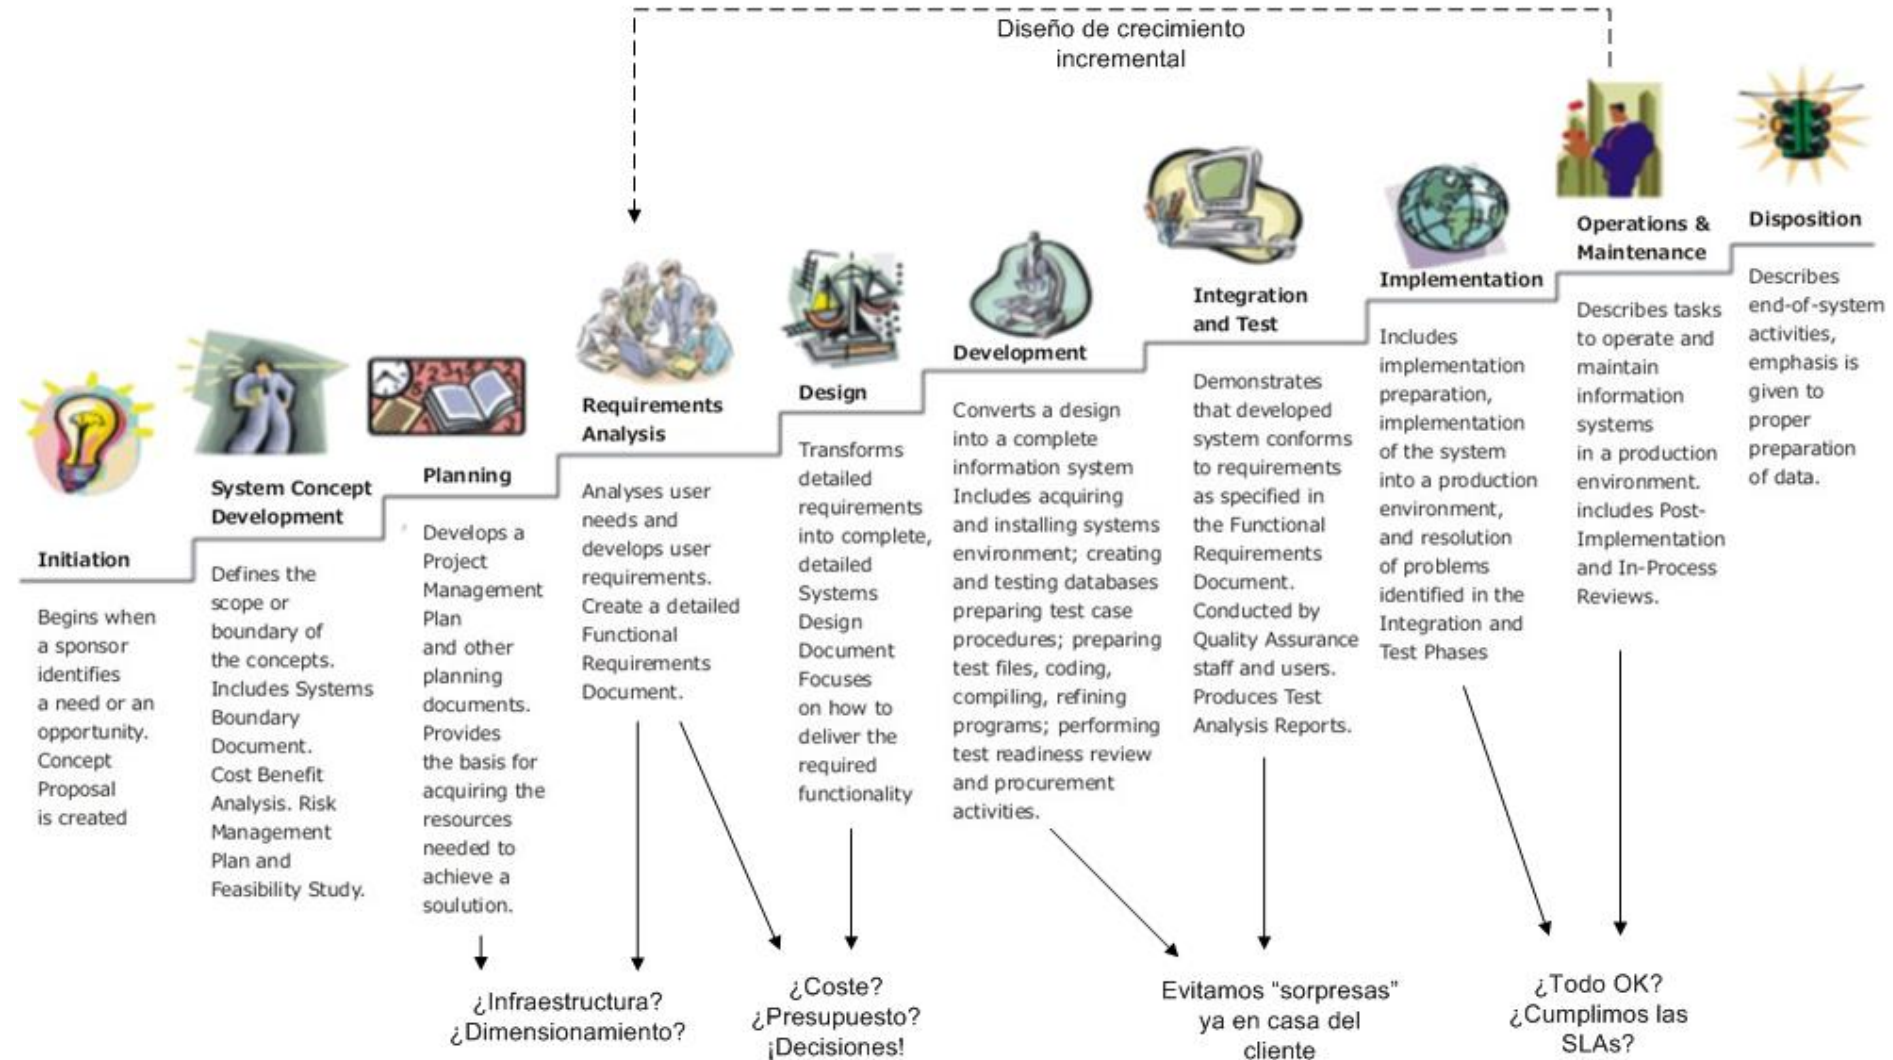 Diseño de crecimiento
incremental
Initiation
Begins when
a sponsor
identifies
a need or an
opportunity.
Concept
Proposal
is created
System Concept
Development
Defines the
scope or
boundary of
the concepts.
Includes Systems
Boundary
Document.
Cost Benefit
Analysis. Risk
Management
Plan and
Feasibility Study.
Planning
Develops a
Project
Management
Plan
and other
planning
documents.
Provides
the basis for
acquiring the
resources
needed to
achieve a
soulution.
Requirements
Analysis
Analyses user
needs and
develops user
requirements.
Create a detailed
Functional
Requirements
Document.
Design
Transforms
detailed
requirements
into complete,
detailed
Systems
Design
Document
Focuses
on how to
deliver the
required
functionality
Development
Converts a design
into a complete
information system
Includes acquiring
and installing systems
environment; creating
and testing databases
preparing test case
procedures; preparing
test files, coding,
compiling, refining
programs; performing
test readiness review
and procurement
activities.
Integration
and Test
Demonstrates
that developed
system conforms
to requirements
as specified in
the Functional
Requirements
Document.
Conducted by
Quality Assurance
staff and users.
Produces Test
Analysis Reports.
Implementation
Includes
implementation
preparation,
implementation
of the system
into a production
environment,
and resolution
of problems
identified in the
Integration and
Test Phases
Operations &
Maintenance
Describes tasks
to operate and
maintain
information
systems
in a production
environment.
includes Post-
Implementation
and In-Process
Reviews.
Disposition
Describes
end-of-system
activities,
emphasis is
given to
proper
preparation
of data.
¿Infraestructura?
¿Dimensionamiento?
¿Coste?
¿Presupuesto?
¡Decisiones!
Evitamos “sorpresas”
ya en casa del
cliente
¿Todo OK?
¿Cumplimos las
SLAs?